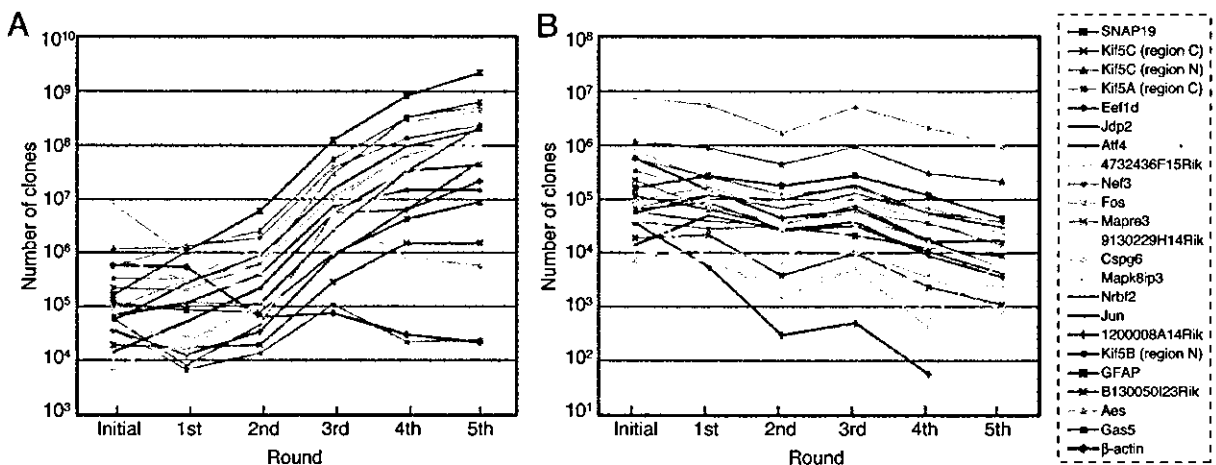 A
Number of clones
10^10
10^9
10^8
10^7
10^6
10^5
10^4
10^3
Initial 1st 2nd 3rd 4th 5th
Round
B
Number of clones
10^8
10^7
10^6
10^5
10^4
10^3
10^2
10^1
Initial 1st 2nd 3rd 4th 5th
Round
SNAP19
Kif5C (region C)
Kif5C (region N)
Kif5A (region C)
Eef1d
Jdp2
Atf4
4732436F15Rik
Nef3
Fos
Mapre3
9130229H14Rik
Cspg6
Mapk8ip3
Nrbf2
Jun
1200008A14Rik
Kif5B (region N)
GFAP
B130050I23Rik
Aes
Gas5
β-actin